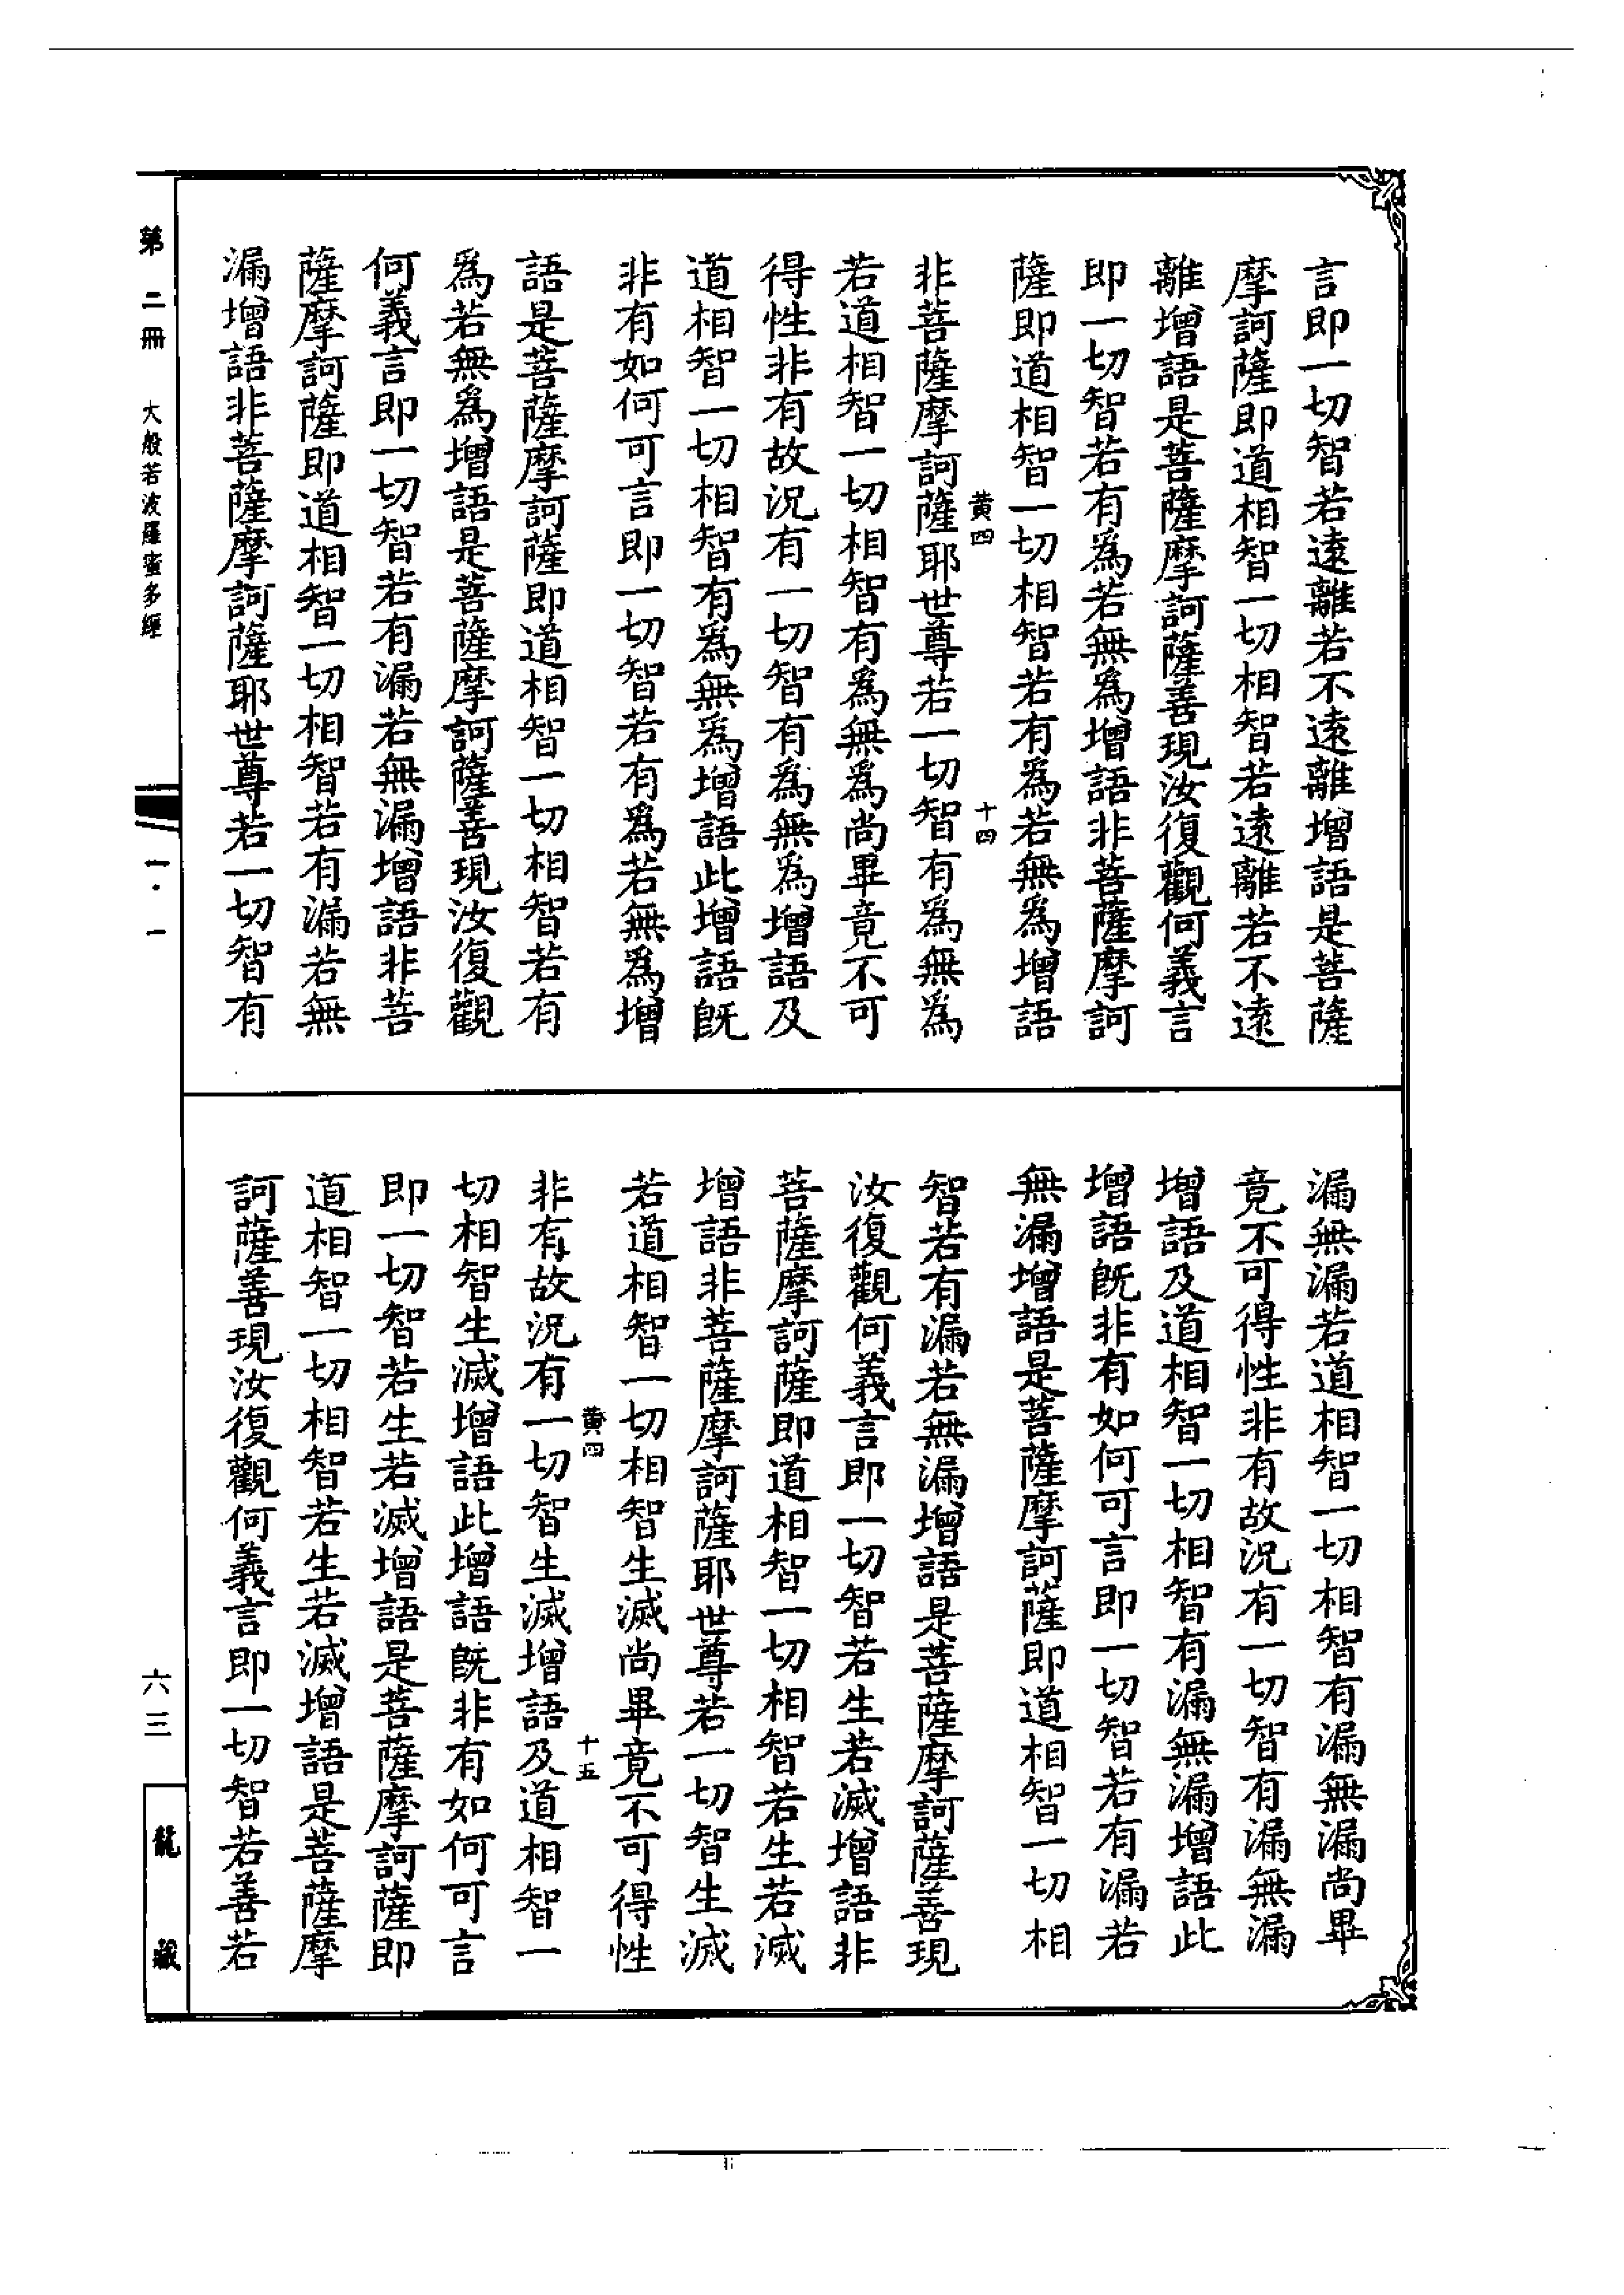 言即一切智若遠離若不遠離增語是菩薩
摩訶薩即道相智一切相智若遠離若不遠
離增語是菩薩摩訶薩善現汝復觀何義言
即一切智若有為若無為增語非菩薩摩訶
薩即道相智一切相智若有為若無為增語
黃四
十四
非菩薩摩訶薩耶世尊若一切智有為無為
若道相智一切相智有為無為尚畢竟不可
得性非有故況有一切智有為無為增語及
道相智一切相智有為無為增語此增語旣
非有如何可言即一切智若有為若無為增
語是菩薩摩訶薩即道相智一切相智若有
為若無為增語是菩薩摩訶薩善現汝復觀
何義言即一切智若有漏若無漏增語非菩
薩摩訶薩即道相智一切相智若有漏若無
漏增語非菩薩摩訶薩耶世尊若一切智有
漏無漏若道相智一切相智有漏無漏尚畢
竟不可得性非有故況有一切智有漏無漏
增語及道相智一切相智有漏無漏增語此
增語旣非有如何可言即一切智若有漏若
無漏增語是菩薩摩訶薩即道相智一切相
智若有漏若無漏增語是菩薩摩訶薩善現
汝復觀何義言即一切智若生若滅增語非
菩薩摩訶薩即道相智一切相智若生若滅
增語非菩薩摩訶薩耶世尊若一切智生滅
若道相智一切相智生滅尚畢竟不可得性
黃四
十五
非有故況有一切智生滅增語及道相智一
切相智生滅增語此增語旣非有如何可言
即一切智若生若滅增語是菩薩摩訶薩即
道相智一切相智若生若滅增語是菩薩摩
訶薩善現汝復觀何義言即一切智若善若
第二冊
大般若波羅蜜多經
一·一
六三
龍藏